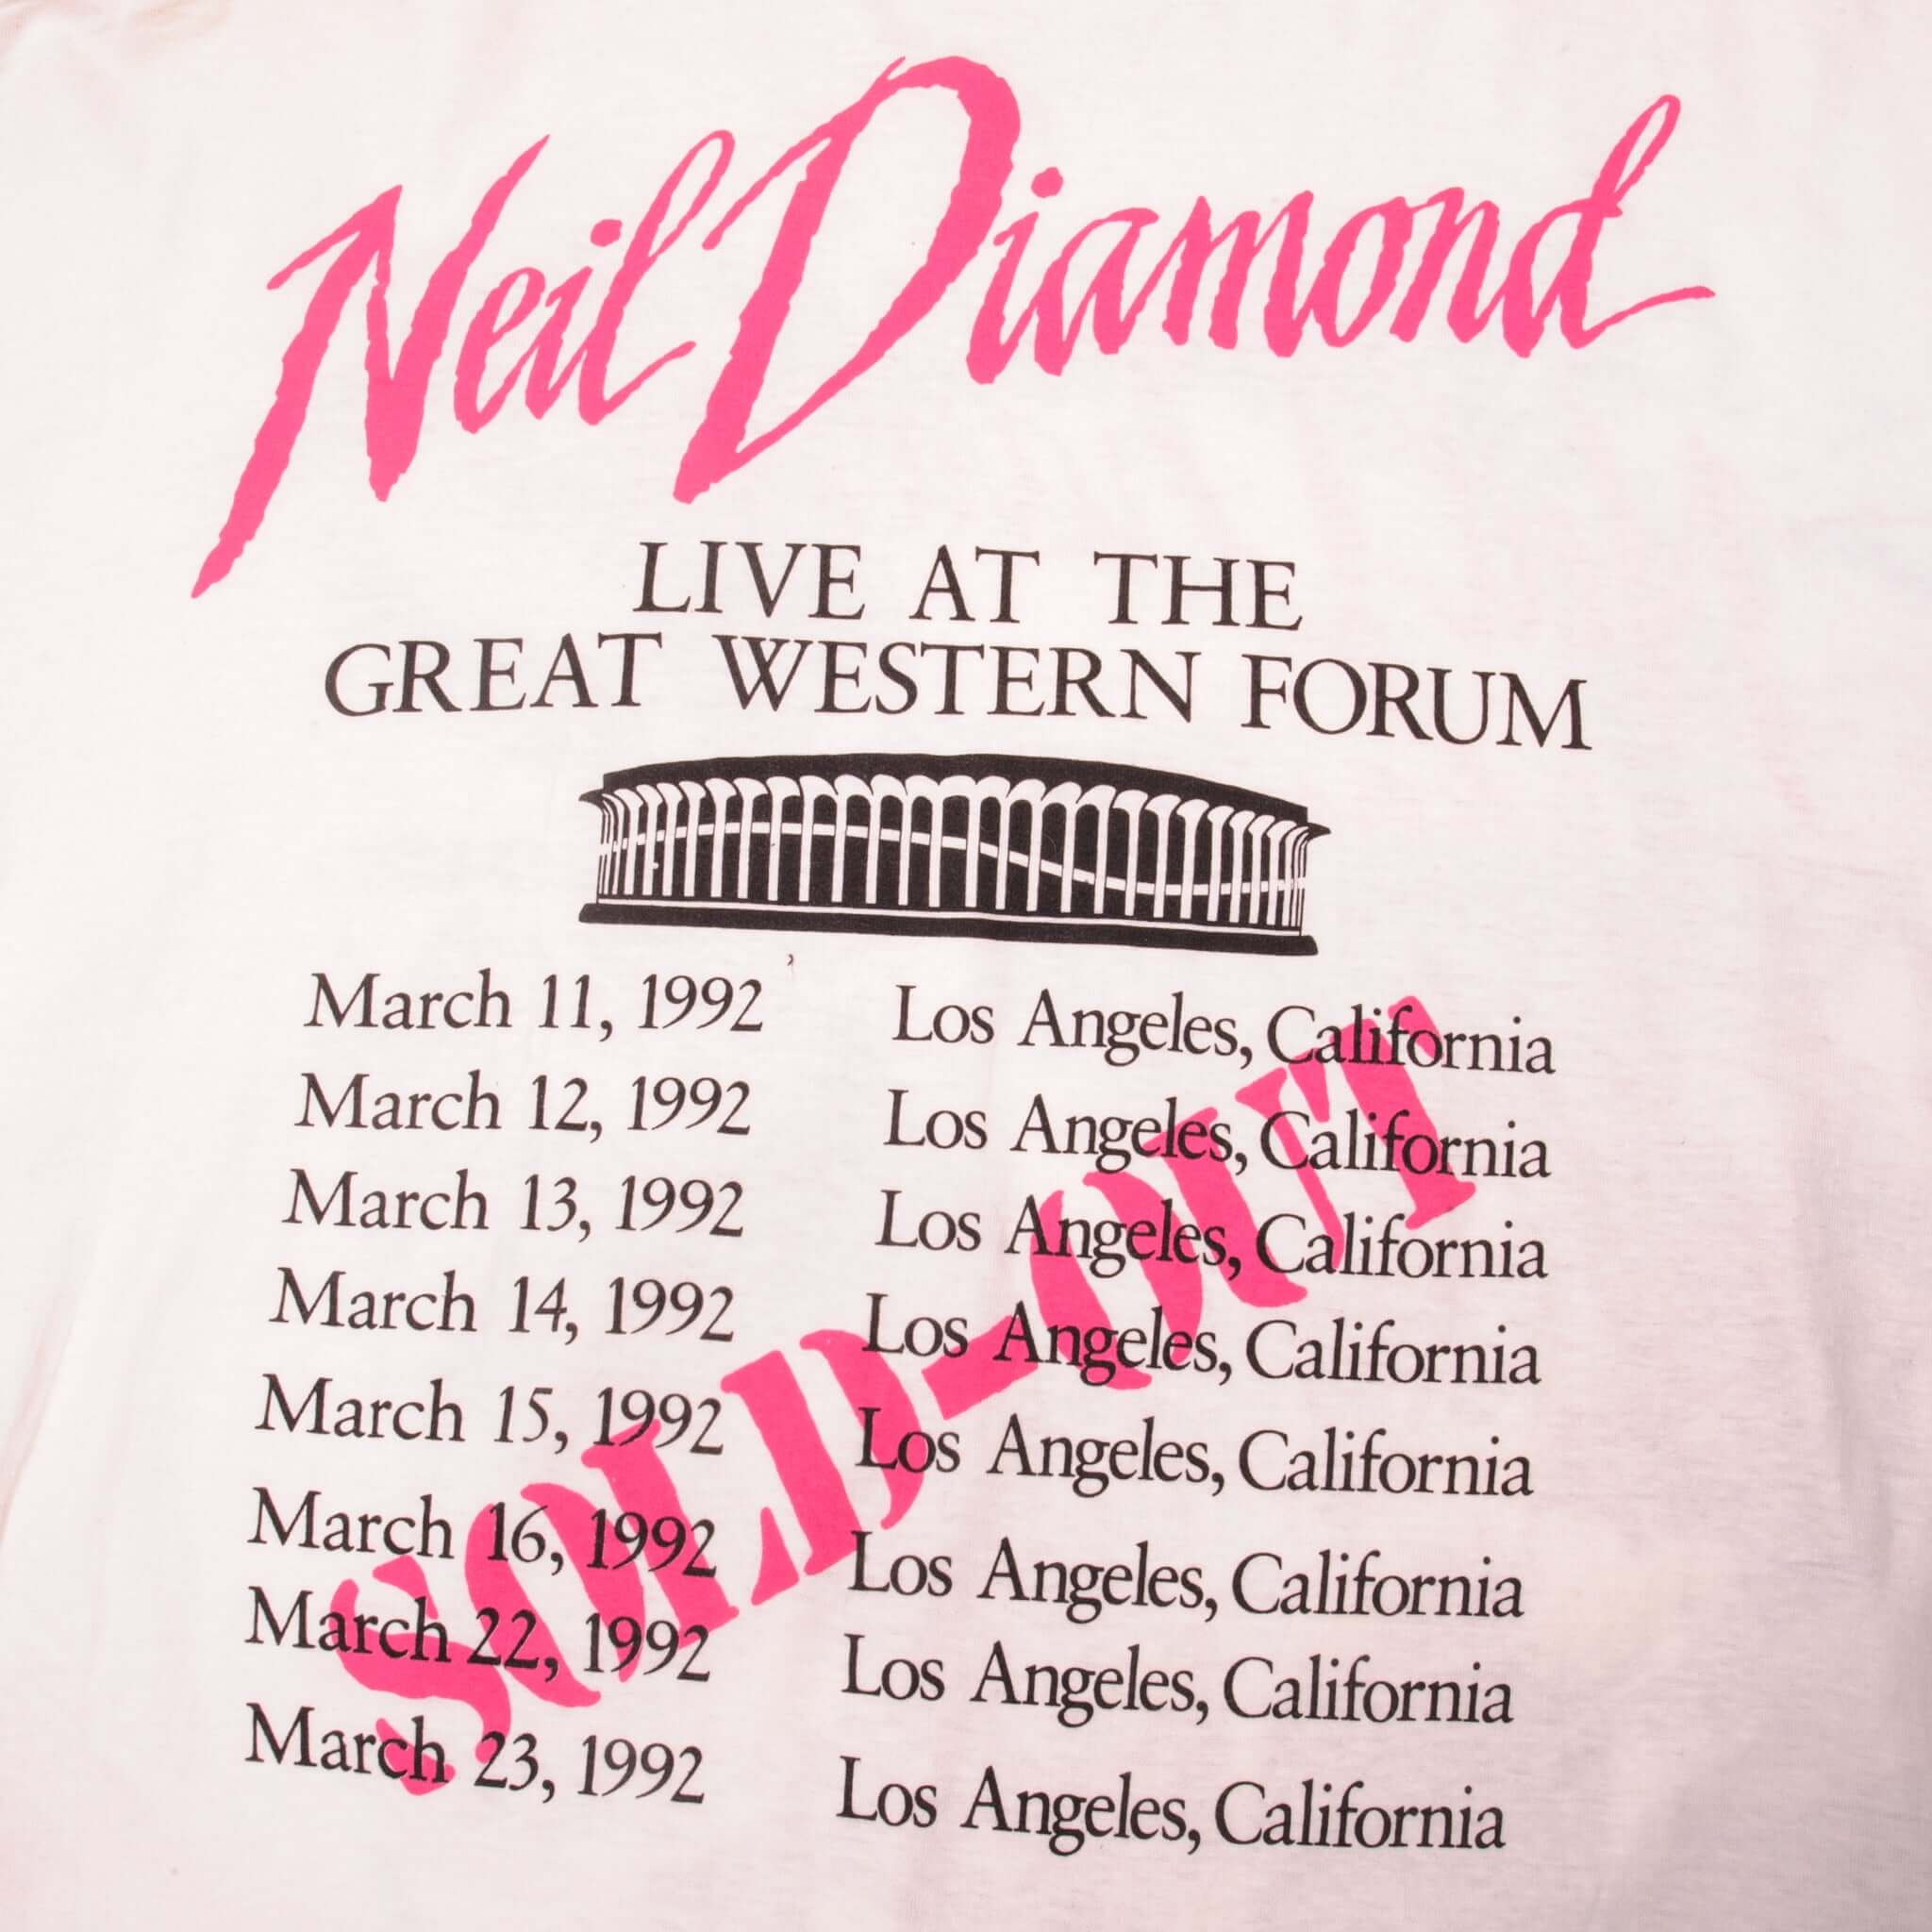 Neil Diamond
LIVE AT THE
GREAT WESTERN FORUM
March 11, 1992 Los Angeles, California
March 12, 1992 Los Angeles, California
March 13, 1992 Los Angeles, California
March 14, 1992 Los Angeles, California
March 15, 1992 Los Angeles, California
March 16, 1992 Los Angeles, California
March 22, 1992 Los Angeles, California
March 23, 1992 Los Angeles, California
SOLD-OUT